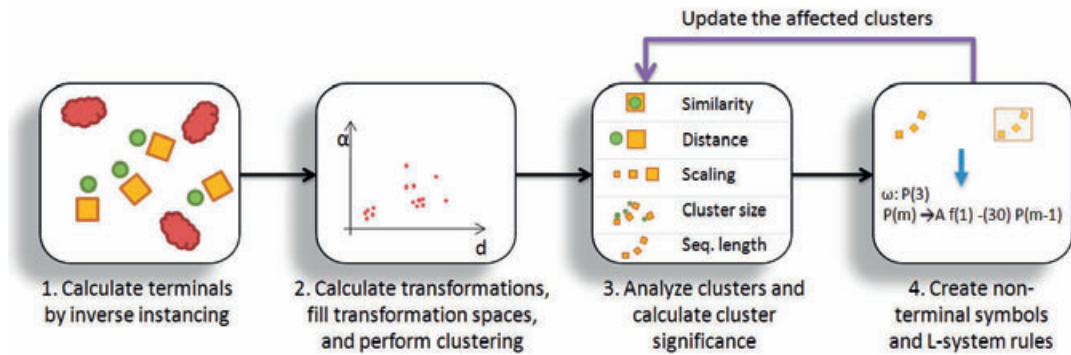 Update the affected clusters
α
d
Similarity
Distance
Scaling
Cluster size
Seq. length
ω: P(3)
P(m) → A f(1) -(30) P(m-1)
1. Calculate terminals
by inverse instancing
2. Calculate transformations,
fill transformation spaces,
and perform clustering
3. Analyze clusters and
calculate cluster
significance
4. Create non-
terminal symbols
and L-system rules